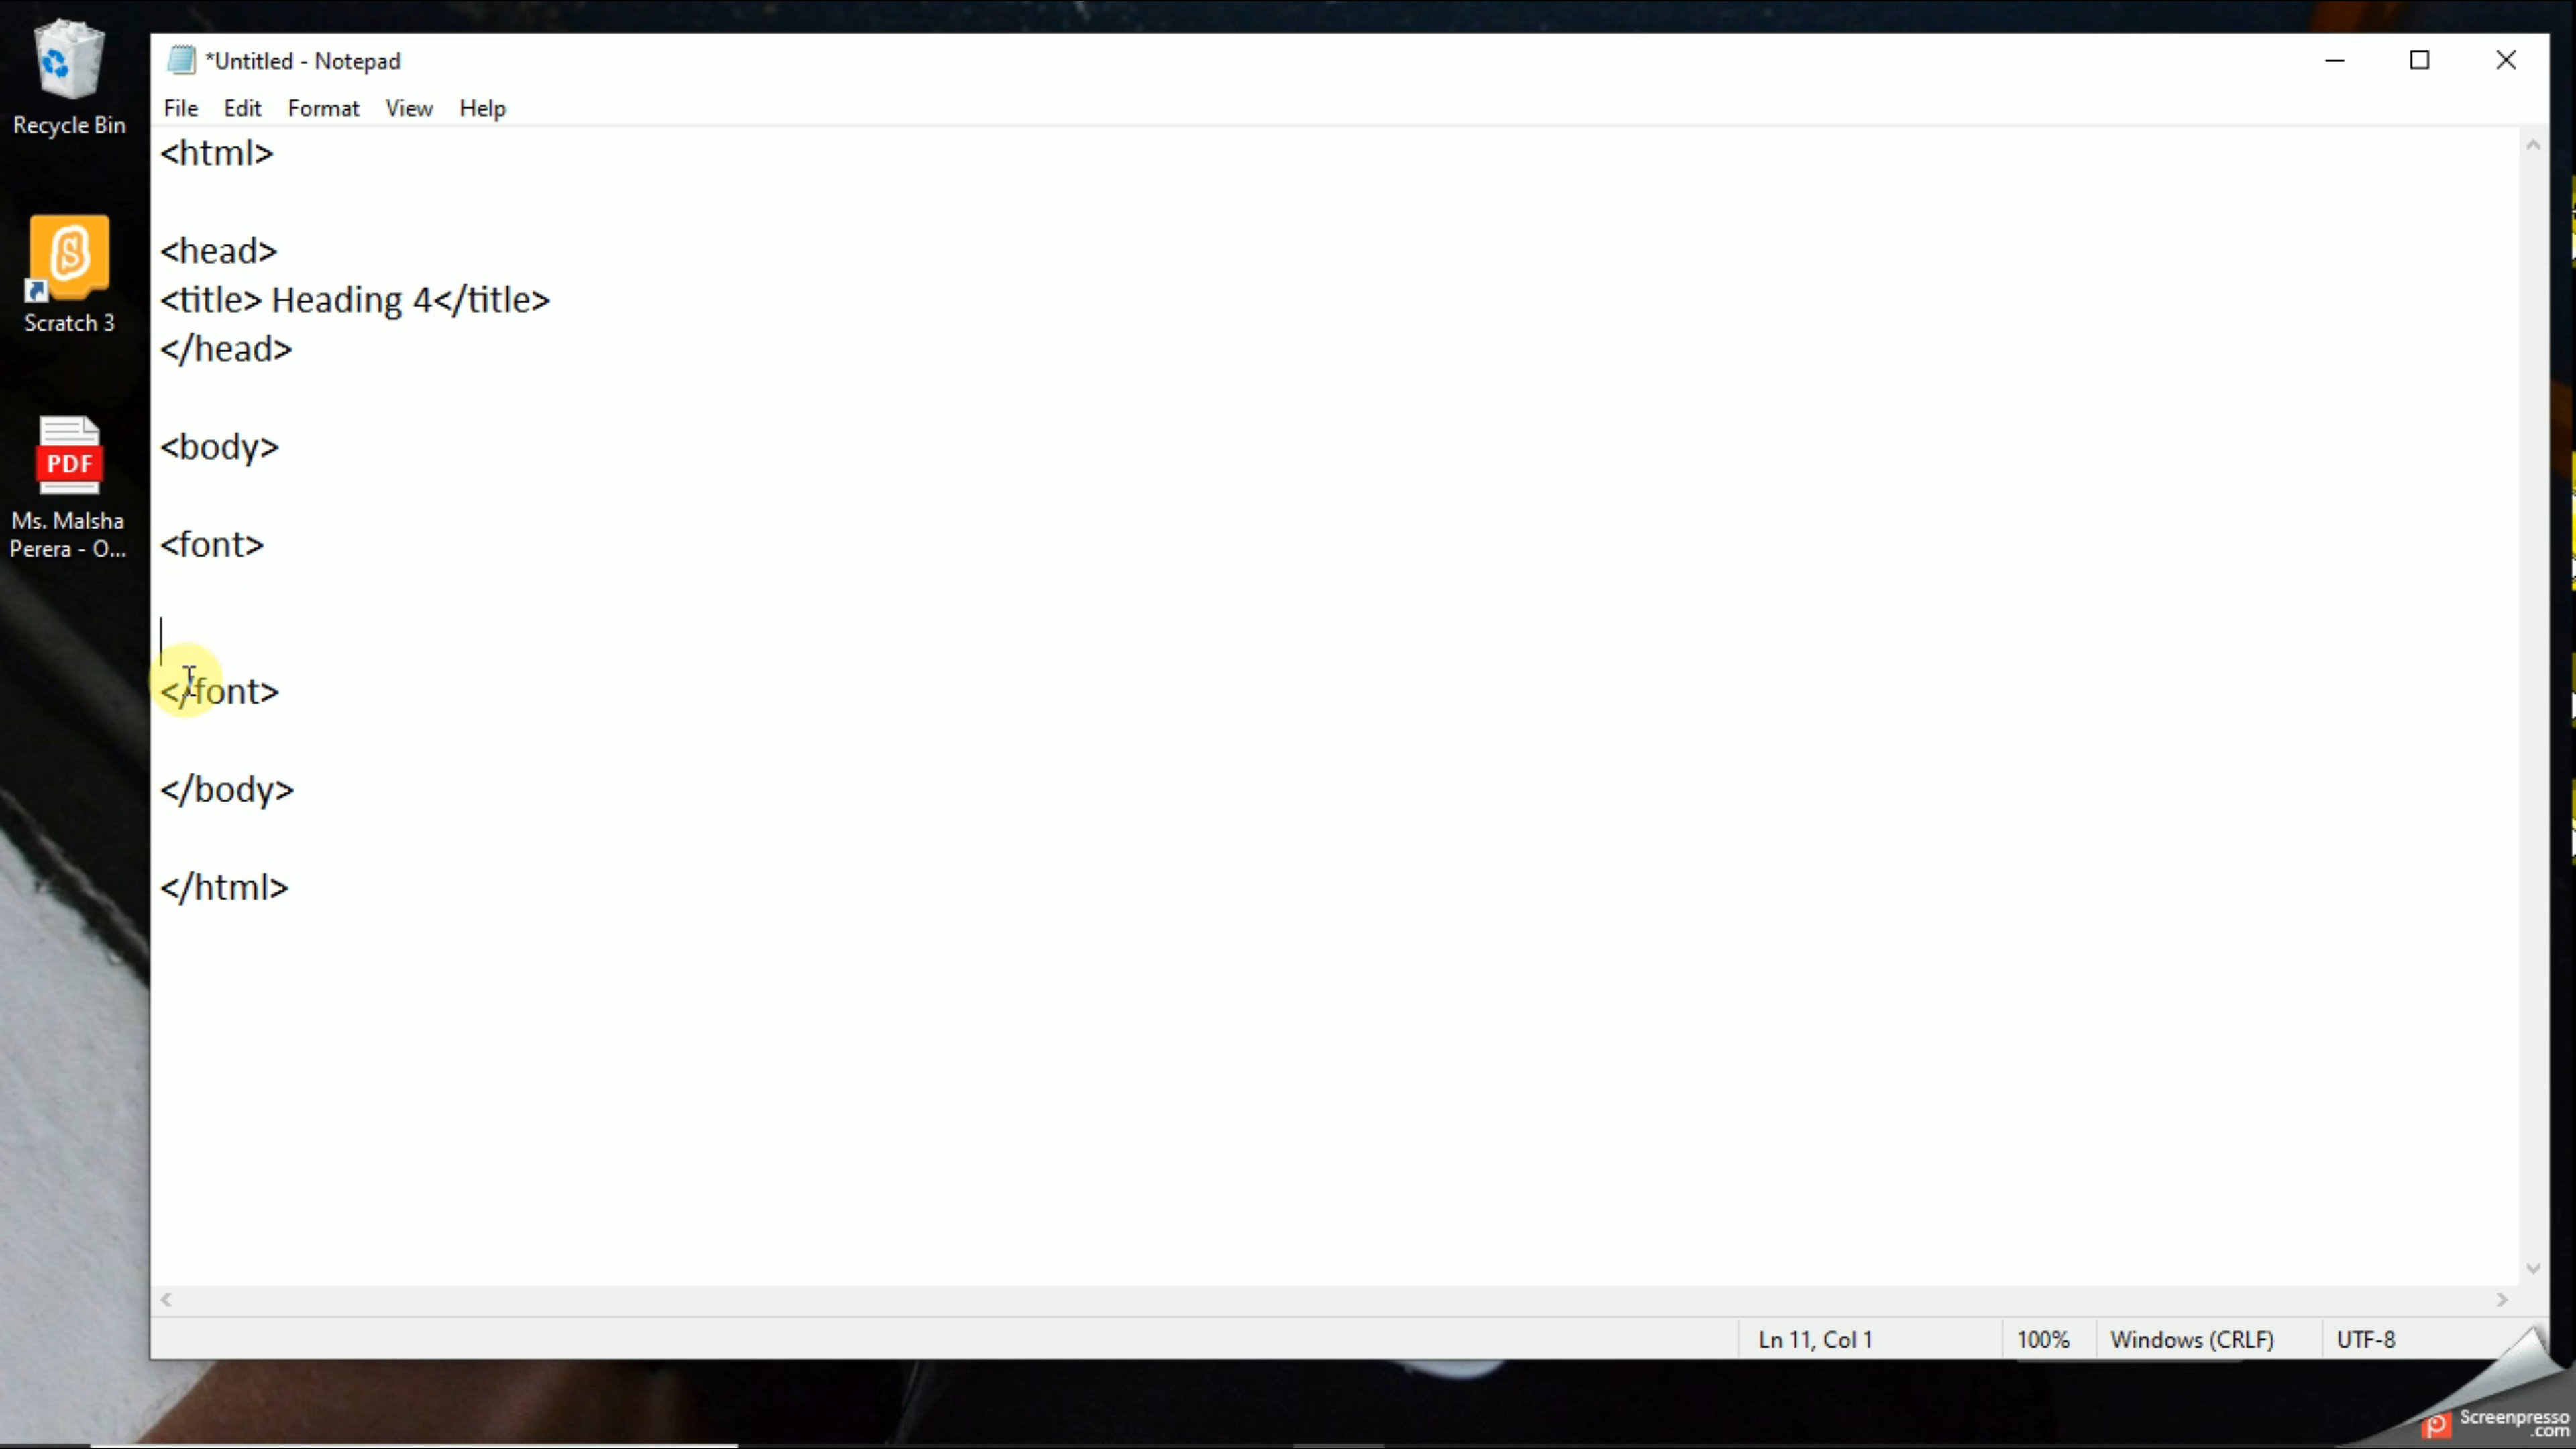 *Untitled - Notepad
File Edit Format View Help
<html>
<head>
<title> Heading 4</title>
</head>
<body>
<font>
</font>
</body>
</html>
Ln 11, Col 1 100% Windows (CRLF) UTF-8
Recycle Bin
Scratch 3
PDF
Ms. Malsha
Perera - O...
Screenpresso
.com